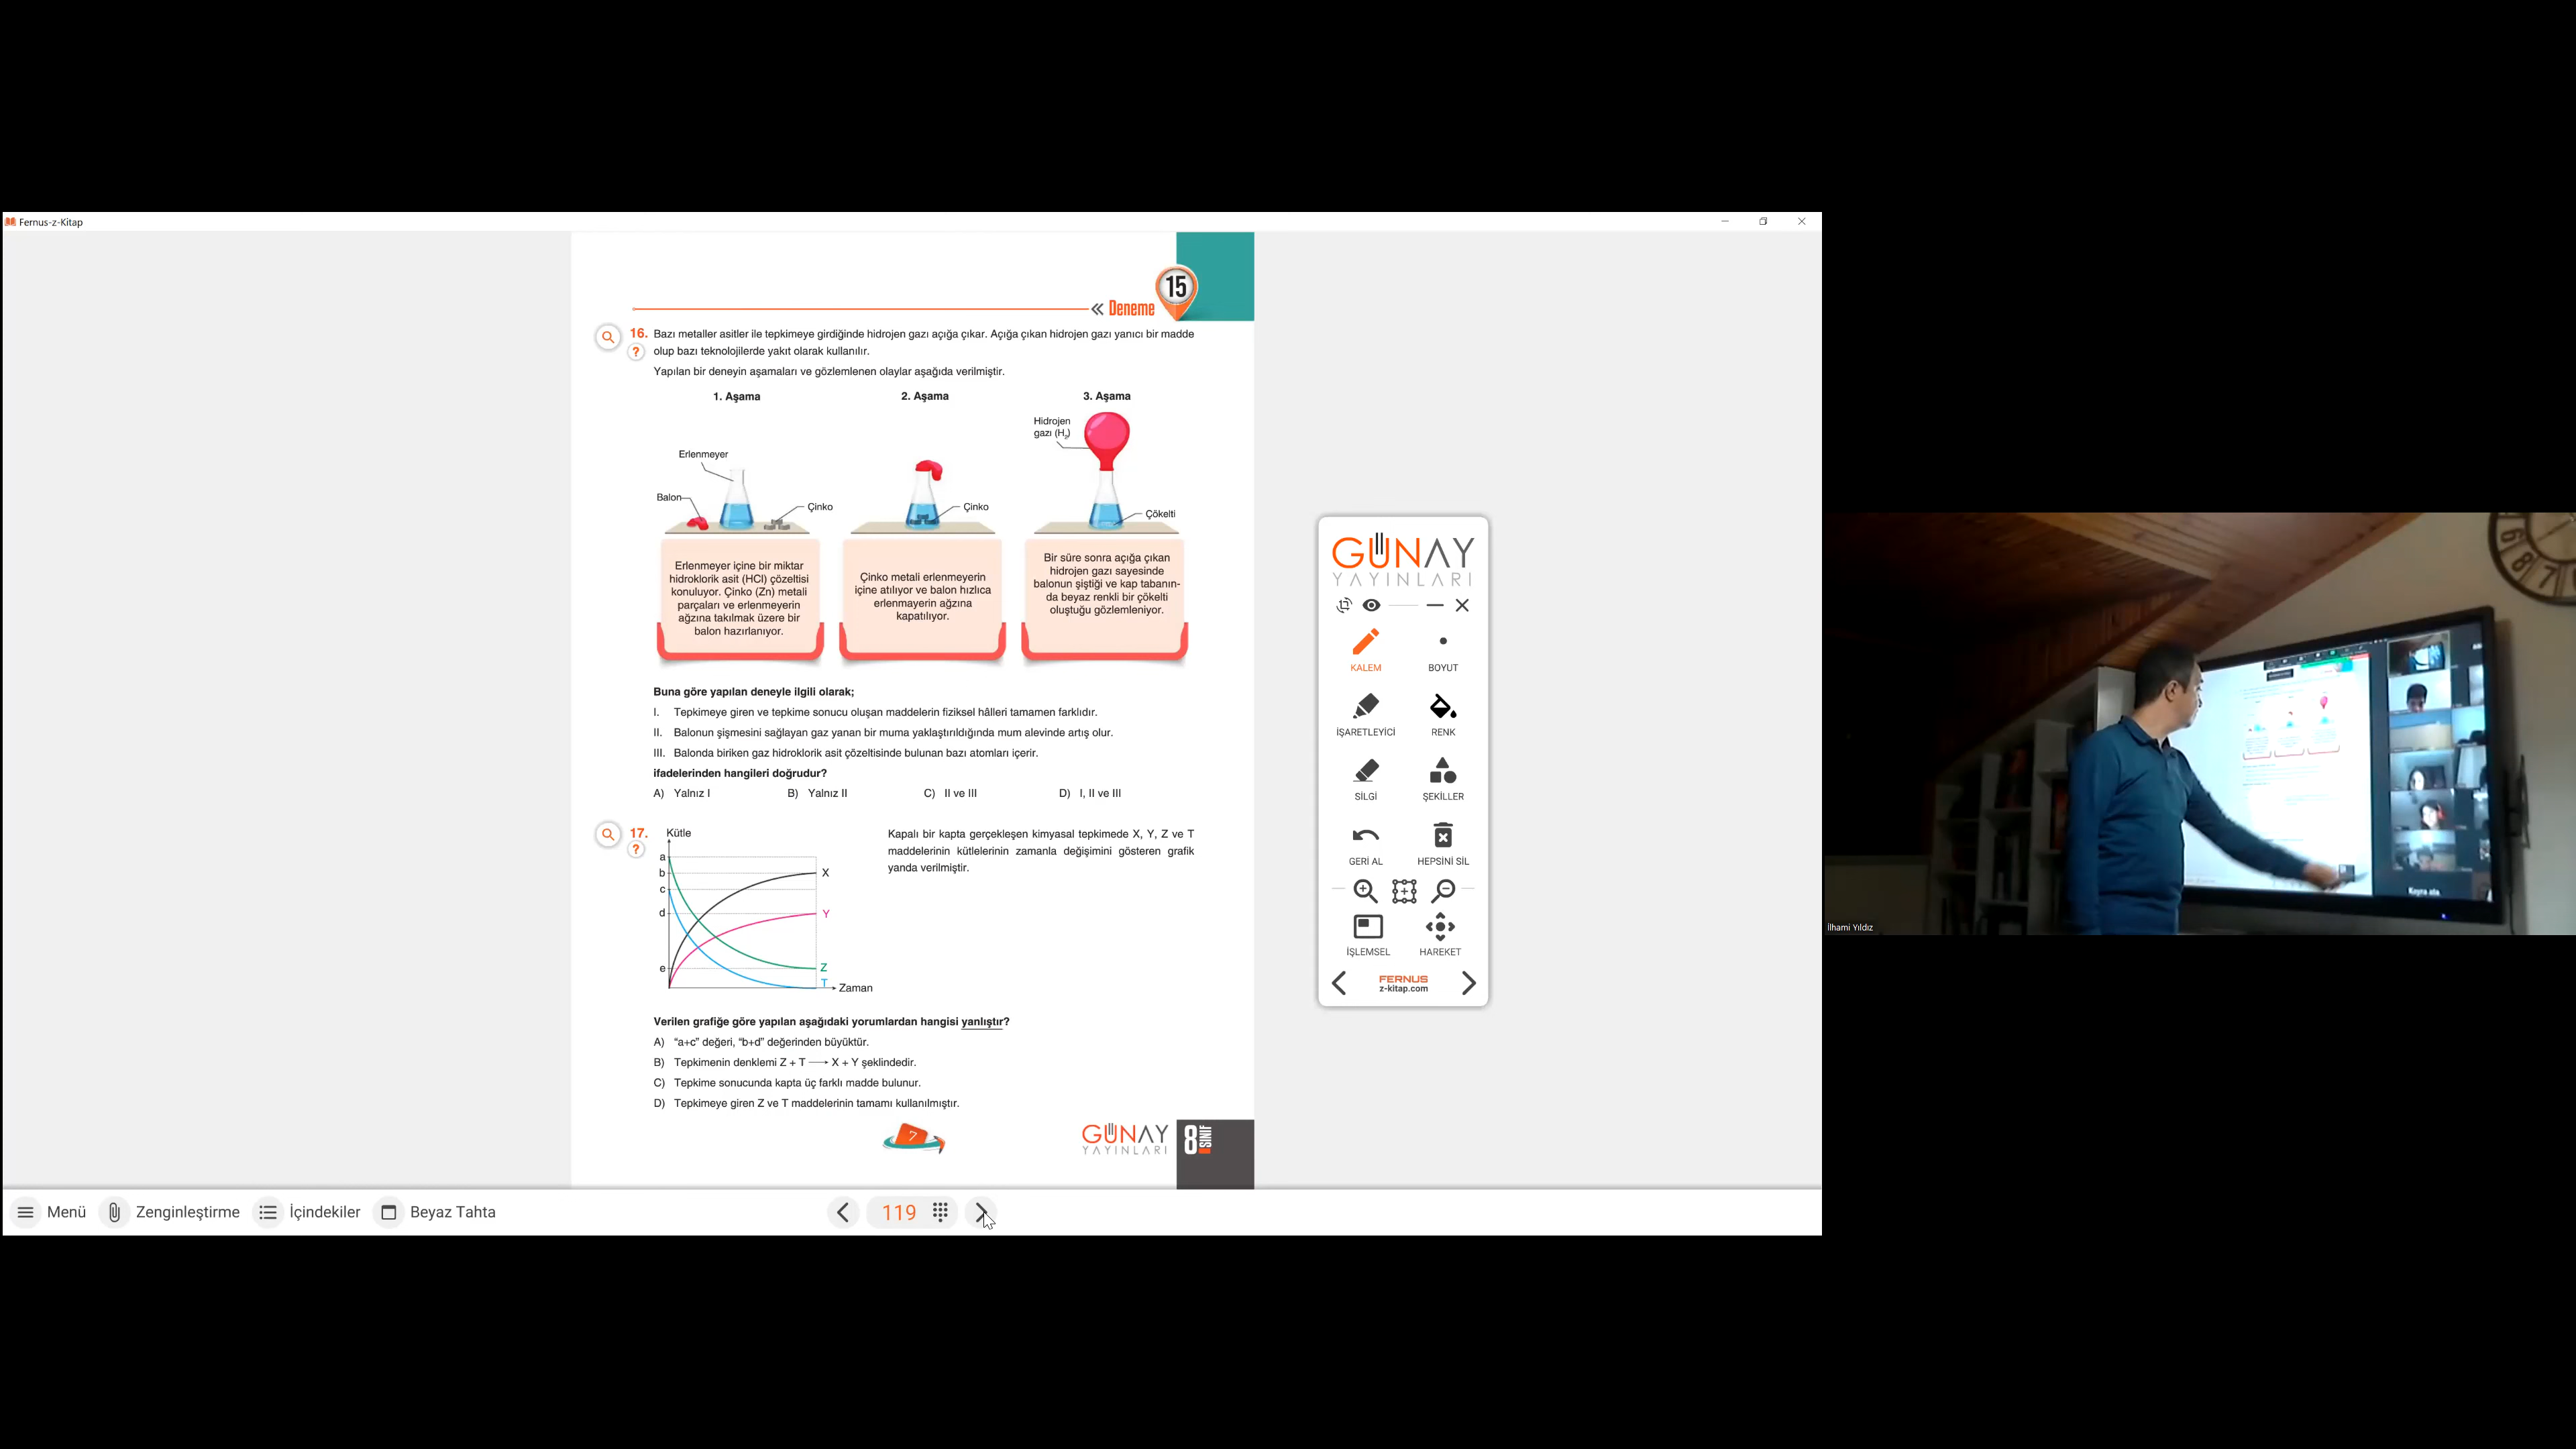 Fernus-z-Kitap
15
« Deneme
16. Bazı metaller asitler ile tepkimeye girdiğinde hidrojen gazı açığa çıkar. Açığa çıkan hidrojen gazı yanıcı bir madde
? olup bazı teknolojilerde yakıt olarak kullanılır.
Yapılan bir deneyin aşamaları ve gözlemlenen olaylar aşağıda verilmiştir.
1. Aşama
2. Aşama
3. Aşama
Hidrojen
gazı (H₂)
Erlenmeyer
Balon
Çinko
Çinko
Çökelti
Erlenmeyer içine bir miktar
hidroklorik asit (HCl) çözeltisi
konuluyor. Çinko (Zn) metali
parçaları ve erlenmeyerin
ağzına takılmak üzere bir
balon hazırlanıyor.
Çinko metali erlenmeyerin
içine atılıyor ve balon hızlıca
erlenmayerin ağzına
kapatılıyor.
Bir süre sonra açığa çıkan
hidrojen gazı sayesinde
balonun şiştiği ve kap tabanın-
da beyaz renkli bir çökelti
oluştuğu gözlemleniyor.
Buna göre yapılan deneyle ilgili olarak;
I. Tepkimeye giren ve tepkime sonucu oluşan maddelerin fiziksel hâlleri tamamen farklıdır.
II. Balonun şişmesini sağlayan gaz yanan bir muma yaklaştırıldığında mum alevinde artış olur.
III. Balonda biriken gaz hidroklorik asit çözeltisinde bulunan bazı atomları içerir.
ifadelerinden hangileri doğrudur?
A) Yalnız I B) Yalnız II C) II ve III D) I, II ve III
17. Kütle
?
a
b
c
d
e
X
Y
Z
T
Zaman
Kapalı bir kapta gerçekleşen kimyasal tepkimede X, Y, Z ve T
maddelerinin kütlelerinin zamanla değişimini gösteren grafik
yanda verilmiştir.
Verilen grafiğe göre yapılan aşağıdaki yorumlardan hangisi yanlıştır?
A) “a+c” değeri, “b+d” değerinden büyüktür.
B) Tepkimenin denklemi Z + T → X + Y şeklindedir.
C) Tepkime sonucunda kapta üç farklı madde bulunur.
D) Tepkimeye giren Z ve T maddelerinin tamamı kullanılmıştır.
7
GÜNAY
YAYINLARI
8 SINIF
GÜNAY
YAYINLARI
KALEM
BOYUT
İŞARETLEYİCİ
RENK
SİLGİ
ŞEKİLLER
GERİ AL
HEPSİNİ SİL
İŞLEMSEL
HAREKET
FERNUS
z-kitap.com
Menü
Zenginleştirme
İçindekiler
Beyaz Tahta
119
İlhami Yıldız